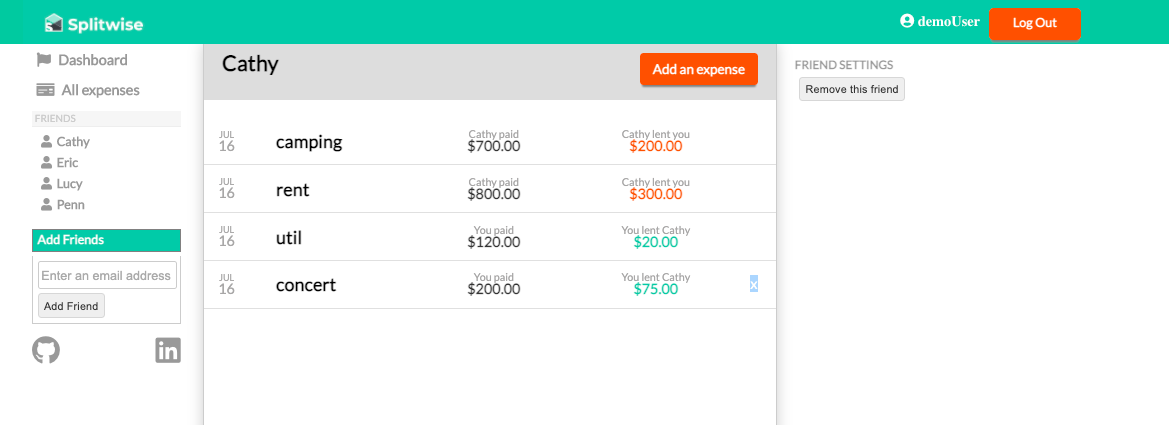 Splitwise
demoUser
Log Out
Dashboard
All expenses
FRIENDS
Cathy
Eric
Lucy
Penn
Add Friends
Enter an email address
Add Friend
in
Cathy
Add an expense
JUL
16
camping
Cathy paid
$700.00
Cathy lent you
$200.00
JUL
16
rent
Cathy paid
$800.00
Cathy lent you
$300.00
JUL
16
util
You paid
$120.00
You lent Cathy
$20.00
JUL
16
concert
You paid
$200.00
You lent Cathy
$75.00
x
FRIEND SETTINGS
Remove this friend